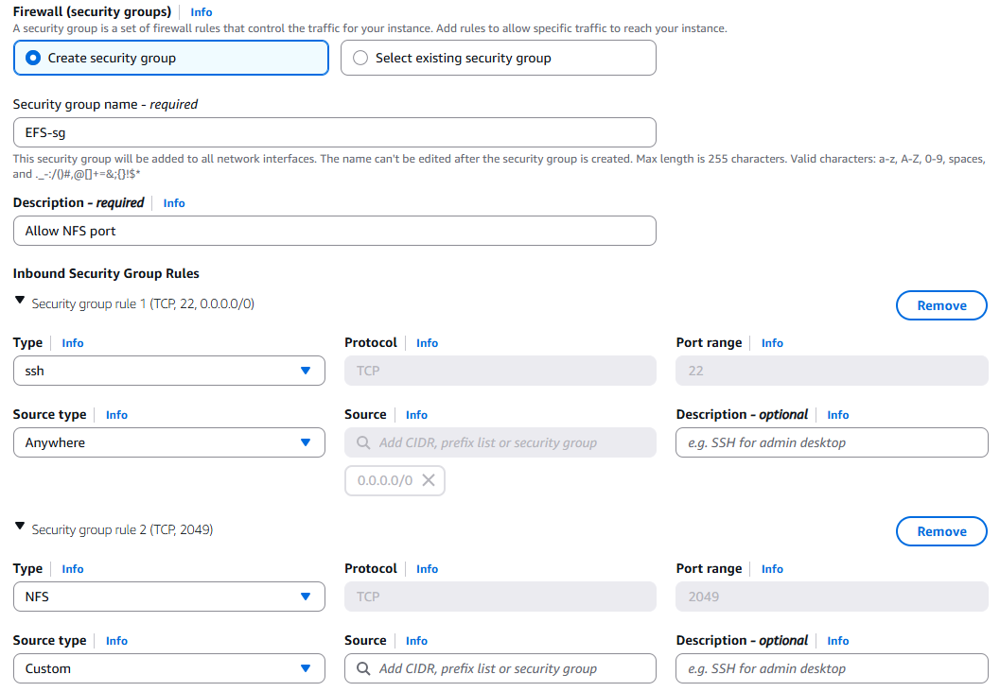 Firewall (security groups) Info
A security group is a set of firewall rules that control the traffic for your instance. Add rules to allow specific traffic to reach your instance.
Create security group Select existing security group
Security group name - required
EFS-sg
This security group will be added to all network interfaces. The name can't be edited after the security group is created. Max length is 255 characters. Valid characters: a-z, A-Z, 0-9, spaces,
and ._-:/()#,@[]+=&;{}!$*
Description - required Info
Allow NFS port
Inbound Security Group Rules
Security group rule 1 (TCP, 22, 0.0.0.0/0) Remove
Type Info Protocol Info Port range Info
ssh TCP 22
Source type Info Source Info Description - optional Info
Anywhere Add CIDR, prefix list or security group e.g. SSH for admin desktop
0.0.0.0/0
Security group rule 2 (TCP, 2049) Remove
Type Info Protocol Info Port range Info
NFS TCP 2049
Source type Info Source Info Description - optional Info
Custom Add CIDR, prefix list or security group e.g. SSH for admin desktop